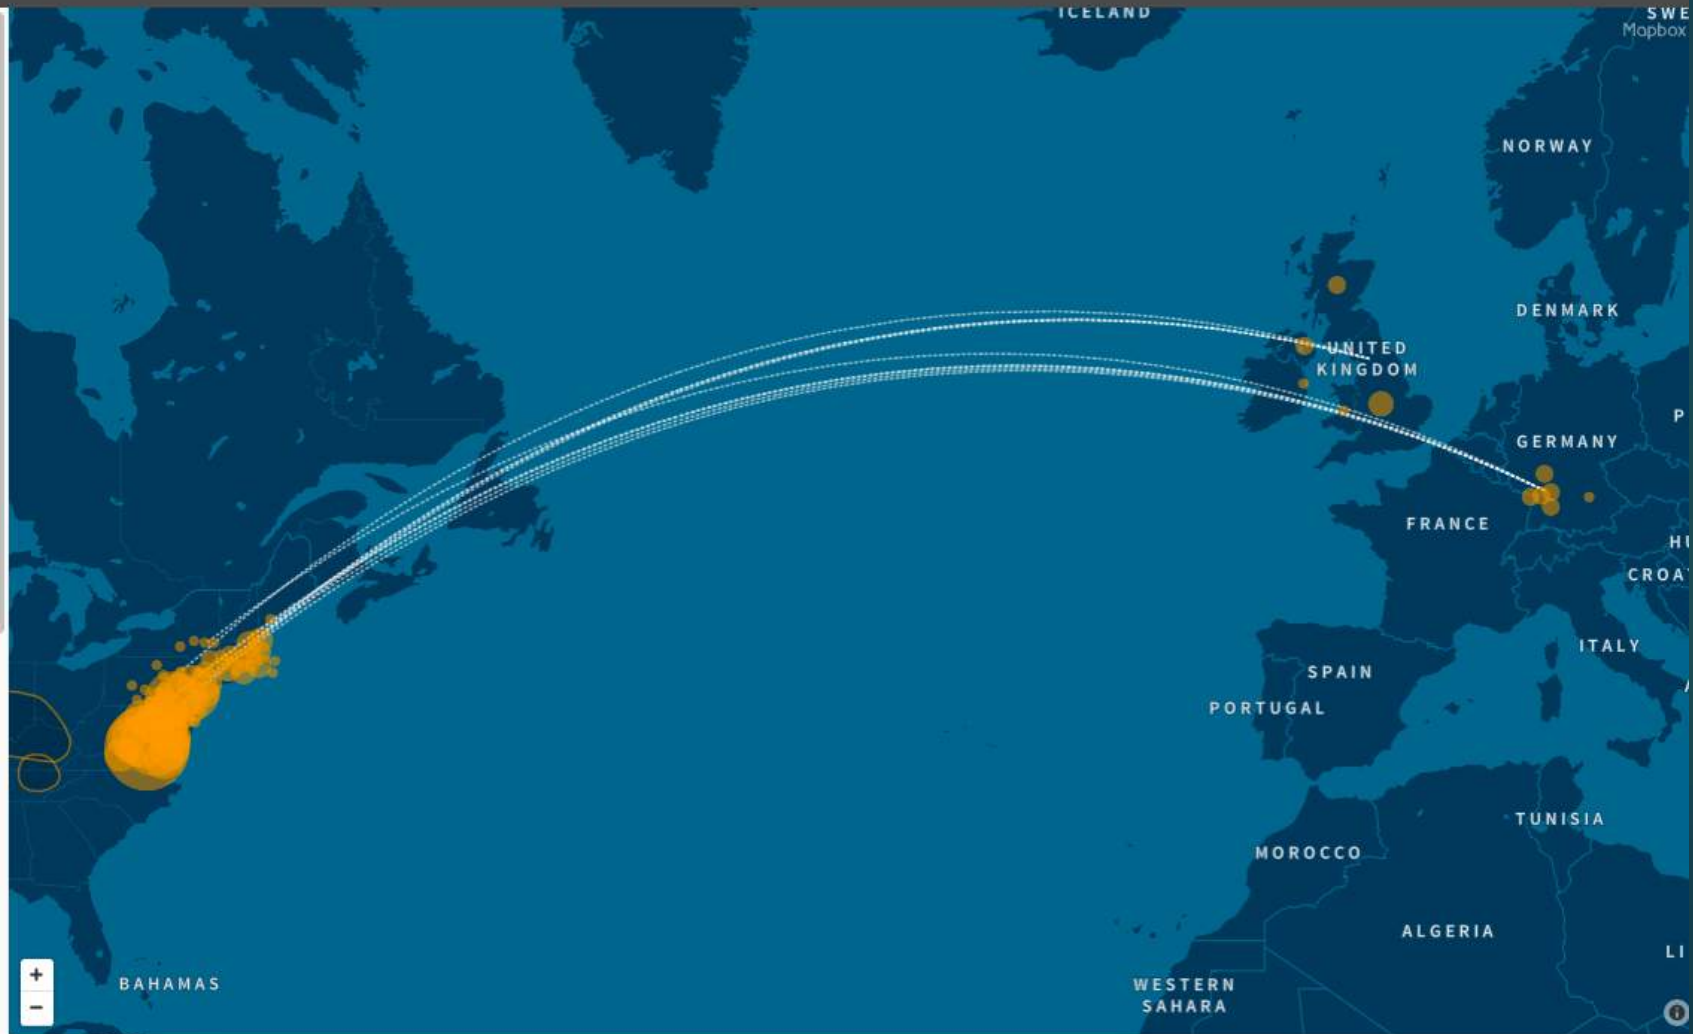 ICELAND
SWE
Mapbox
NORWAY
DENMARK
UNITED
KINGDOM
P
GERMANY
FRANCE
HU
CROA
ITALY
SPAIN
A
PORTUGAL
TUNISIA
MOROCCO
ALGERIA
LI
+
BAHAMAS
WESTERN
SAHARA
−
i